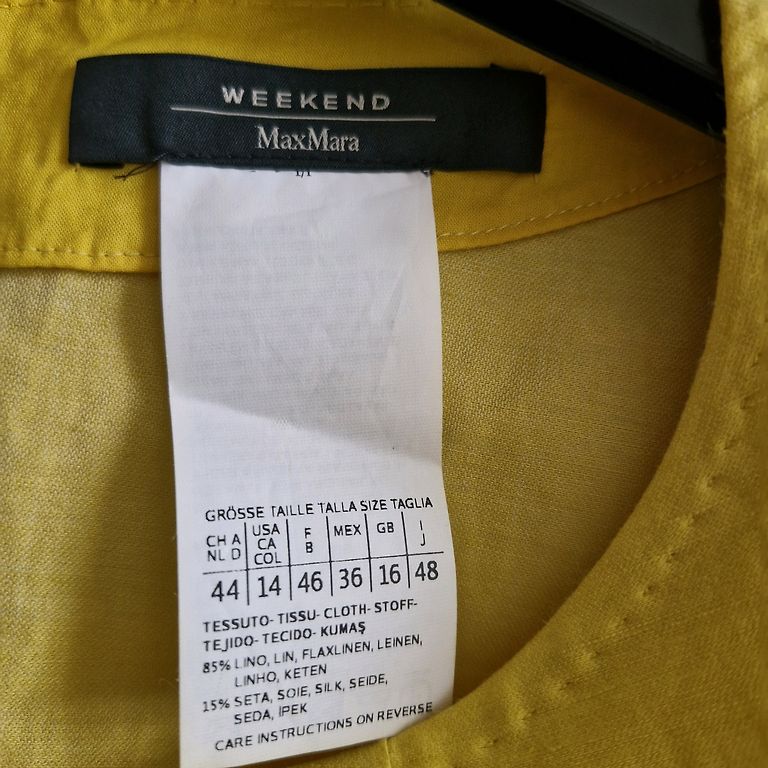 WEEKEND
MaxMara
GRÖSSE TAILLE TALLA SIZE TAGLIA
CH A NL D | USA CA COL | F B | MEX | GB | I J
44 | 14 | 46 | 36 | 16 | 48
TESSUTO- TISSU- CLOTH- STOFF-
TEJIDO- TECIDO- KUMAŞ
85% LINO, LIN, FLAXLINEN, LEINEN,
LINHO, KETEN
15% SETA, SOIE, SILK, SEIDE,
SEDA, IPEK
CARE INSTRUCTIONS ON REVERSE